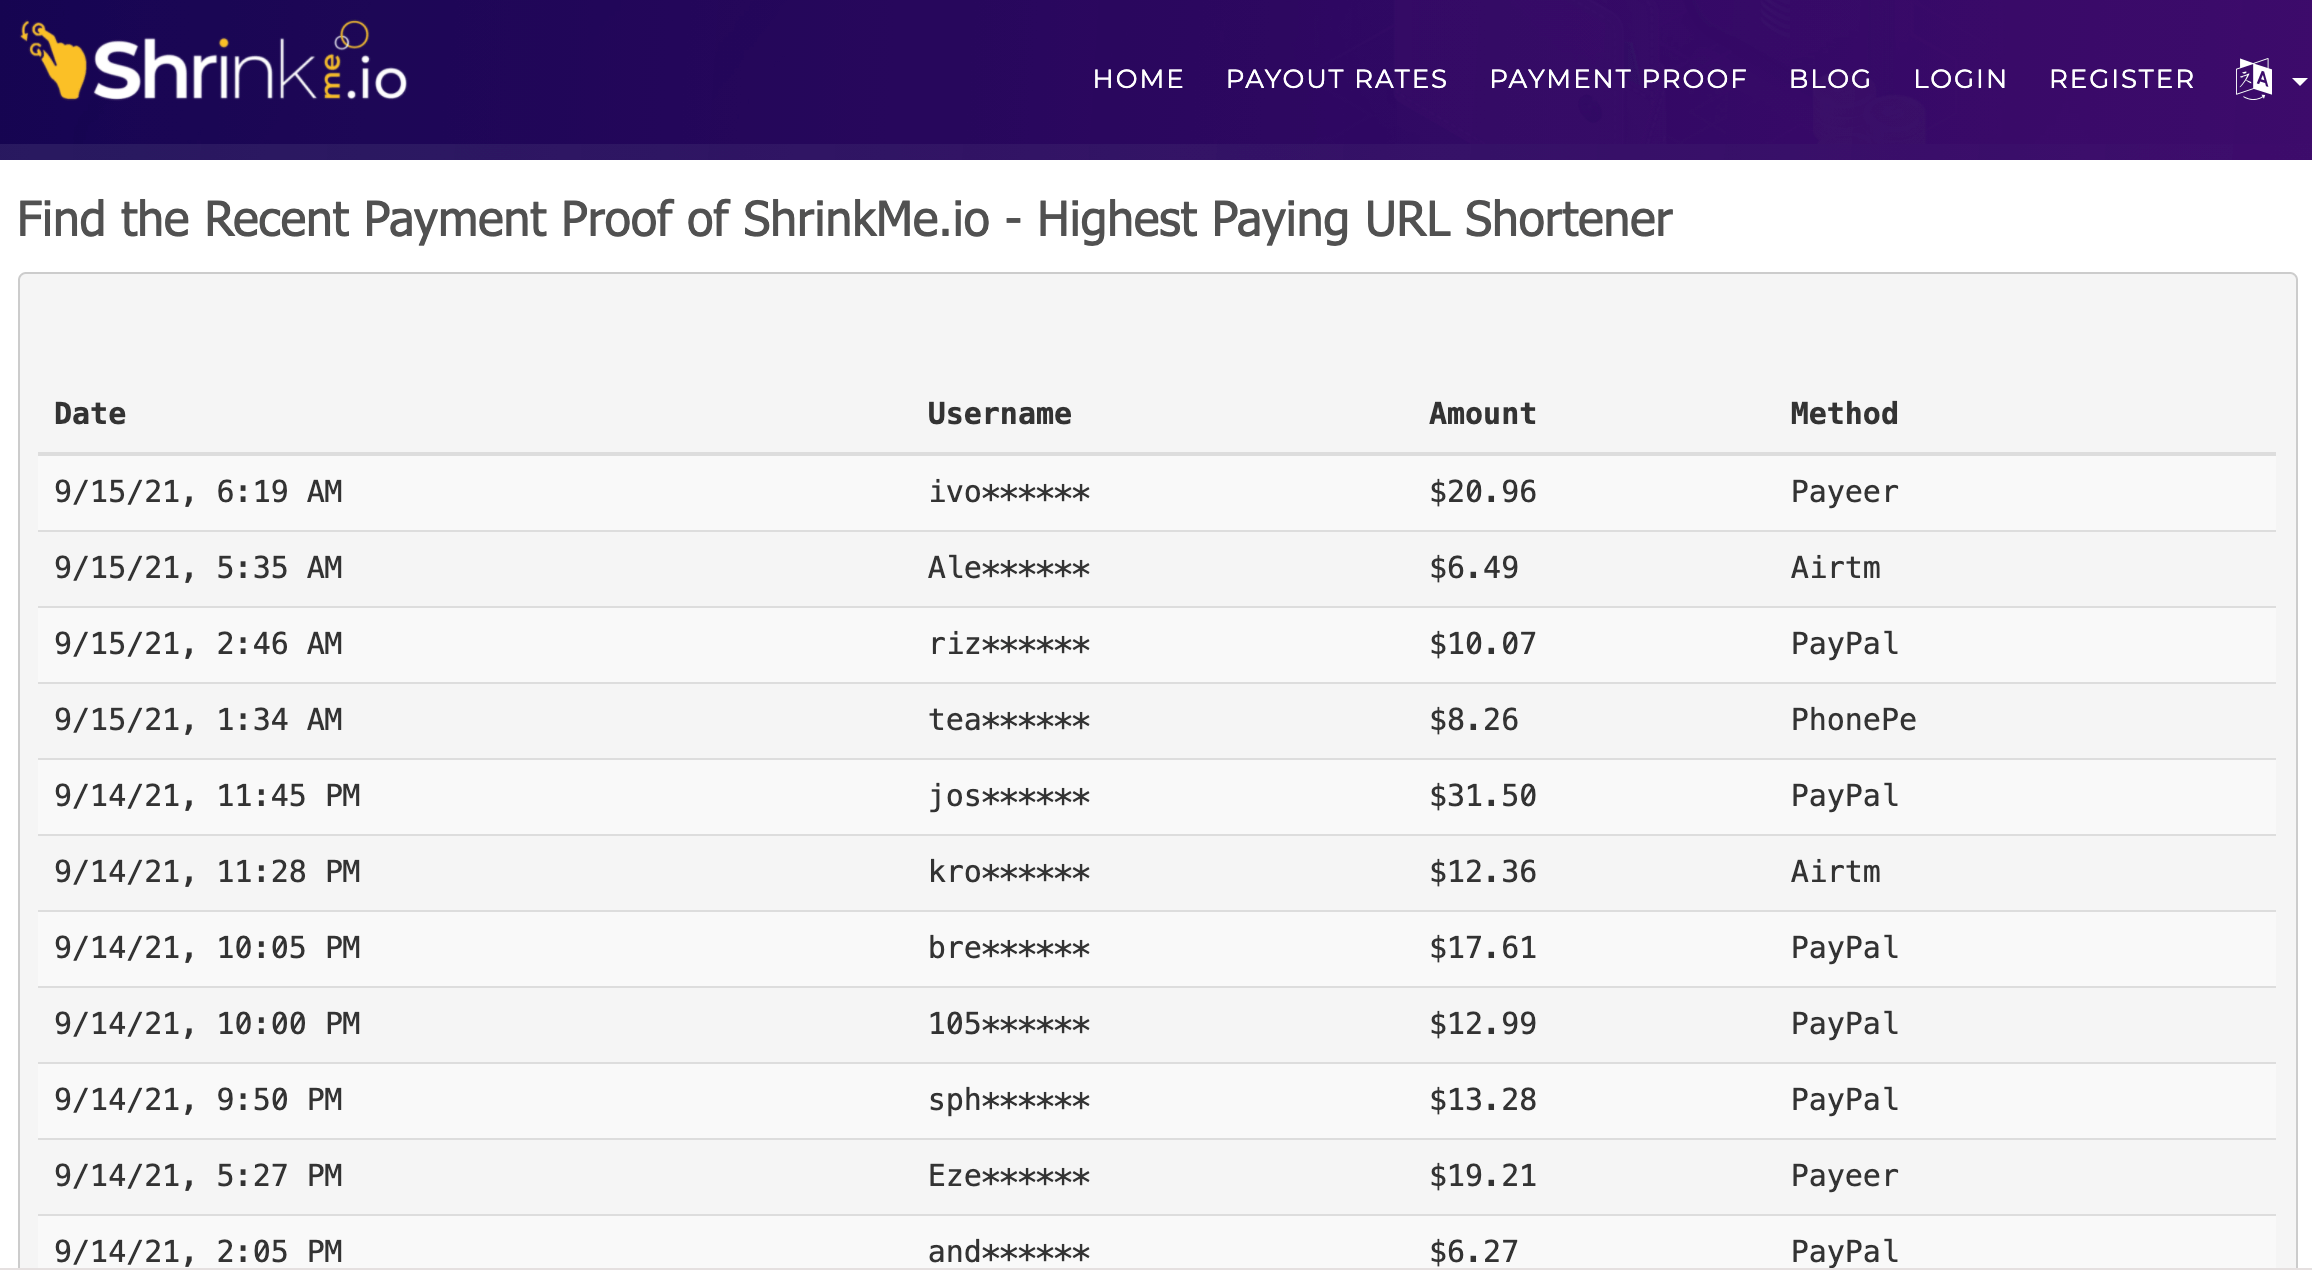 Shrinkme.io
HOME PAYOUT RATES PAYMENT PROOF BLOG LOGIN REGISTER
Find the Recent Payment Proof of ShrinkMe.io - Highest Paying URL Shortener
Date Username Amount Method
9/15/21, 6:19 AM ivo****** $20.96 Payeer
9/15/21, 5:35 AM Ale****** $6.49 Airtm
9/15/21, 2:46 AM riz****** $10.07 PayPal
9/15/21, 1:34 AM tea****** $8.26 PhonePe
9/14/21, 11:45 PM jos****** $31.50 PayPal
9/14/21, 11:28 PM kro****** $12.36 Airtm
9/14/21, 10:05 PM bre****** $17.61 PayPal
9/14/21, 10:00 PM 105****** $12.99 PayPal
9/14/21, 9:50 PM sph****** $13.28 PayPal
9/14/21, 5:27 PM Eze****** $19.21 Payeer
9/14/21, 2:05 PM and****** $6.27 PayPal